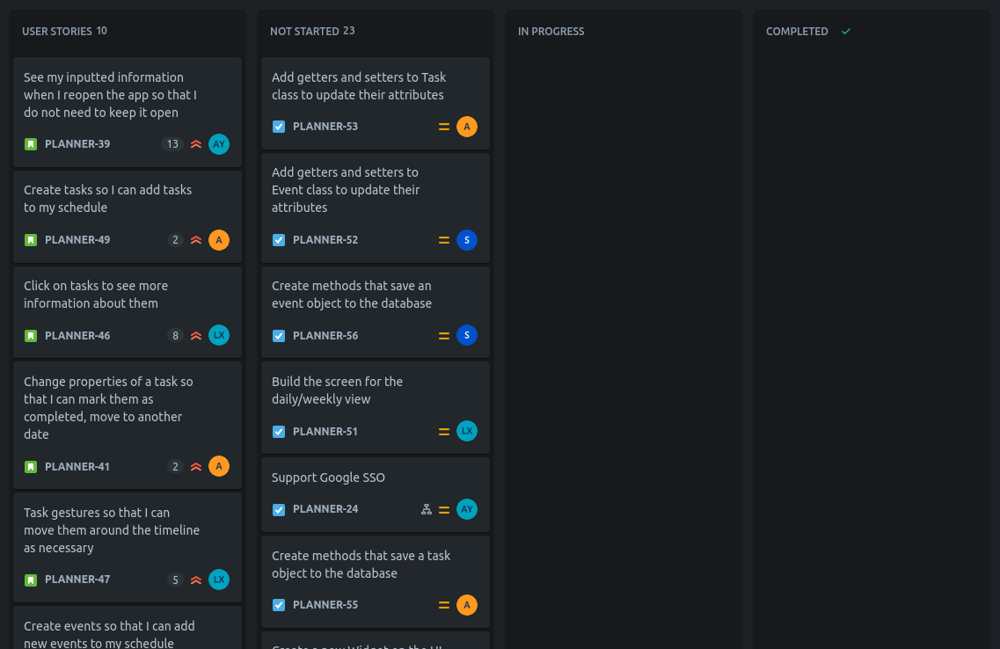 USER STORIES 10
See my inputted information
when I reopen the app so that I
do not need to keep it open
PLANNER-39 13 AY
Create tasks so I can add tasks
to my schedule
PLANNER-49 2 A
Click on tasks to see more
information about them
PLANNER-46 8 LX
Change properties of a task so
that I can mark them as
completed, move to another
date
PLANNER-41 2 A
Task gestures so that I can
move them around the timeline
as necessary
PLANNER-47 5 LX
Create events so that I can add
new events to my schedule
NOT STARTED 23
Add getters and setters to Task
class to update their attributes
PLANNER-53 A
Add getters and setters to
Event class to update their
attributes
PLANNER-52 S
Create methods that save an
event object to the database
PLANNER-56 S
Build the screen for the
daily/weekly view
PLANNER-51 LX
Support Google SSO
PLANNER-24 AY
Create methods that save a task
object to the database
PLANNER-55 A
Create a new Widget on the
IN PROGRESS
COMPLETED